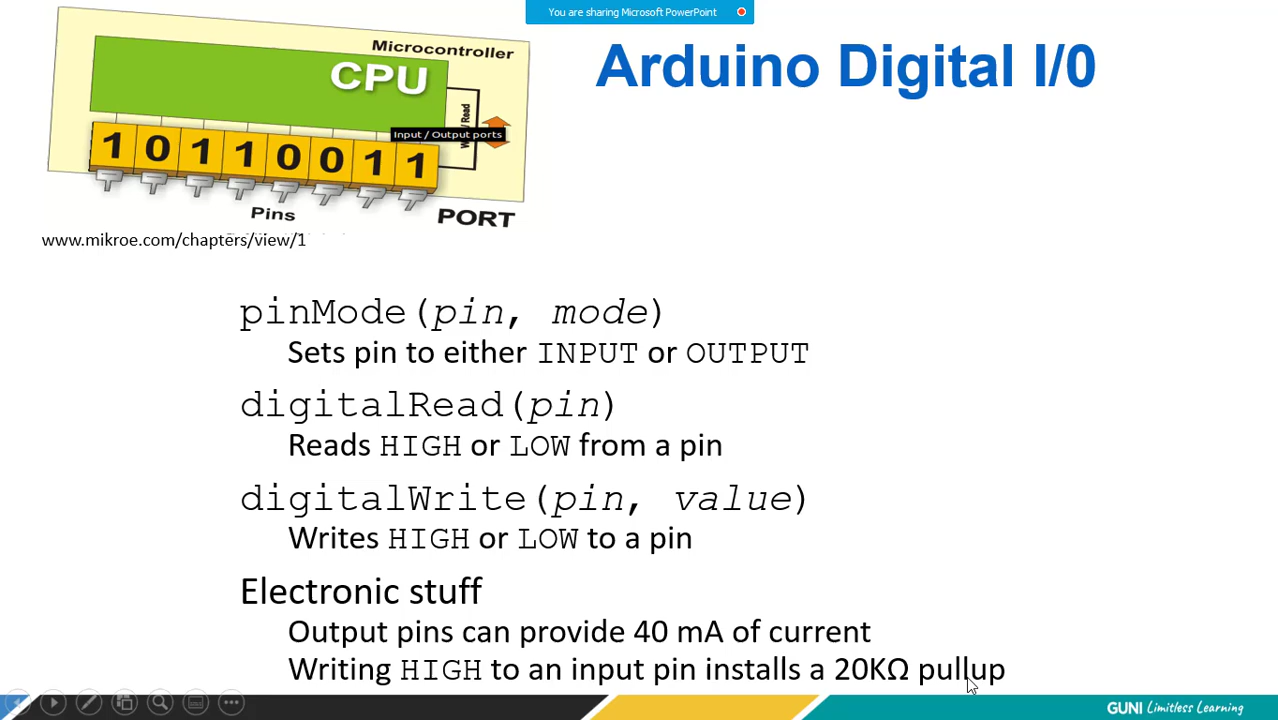 You are sharing Microsoft PowerPoint
Arduino Digital I/0
Microcontroller
CPU
Read
Input / Output ports
1 0 1 1 0 0 1 1
Pins
PORT
www.mikroe.com/chapters/view/1
pinMode(pin, mode)
Sets pin to either INPUT or OUTPUT
digitalRead(pin)
Reads HIGH or LOW from a pin
digitalWrite(pin, value)
Writes HIGH or LOW to a pin
Electronic stuff
Output pins can provide 40 mA of current
Writing HIGH to an input pin installs a 20KΩ pullup
GUNI Limitless Learning